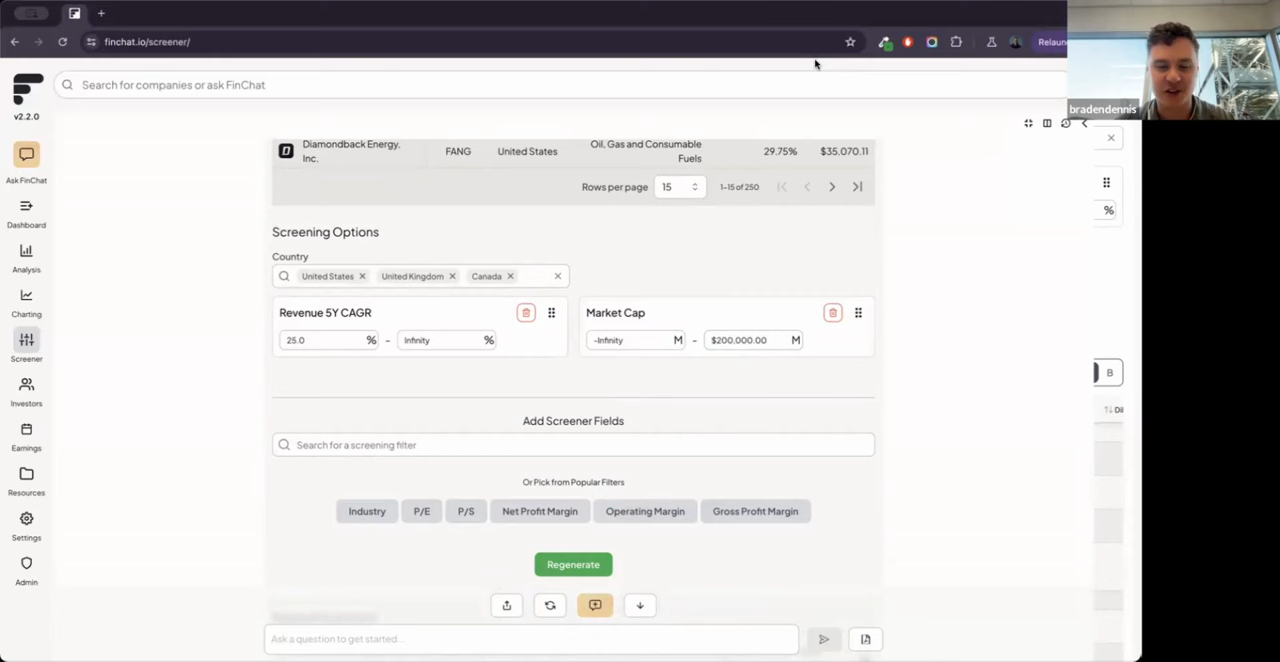 finchat.io/screener/
Relaun
bradendennis
v2.2.0
Search for companies or ask FinChat
Ask FinChat
Dashboard
Analysis
Charting
Screener
Investors
Earnings
Resources
Settings
Admin
Diamondback Energy, Inc. FANG United States Oil, Gas and Consumable Fuels 29.75% $35,070.11
Rows per page 15 1-15 of 250
Screening Options
Country
United States United Kingdom Canada
Revenue 5Y CAGR
25.0 % - Infinity %
Market Cap
-Infinity M - $200,000.00 M
Add Screener Fields
Search for a screening filter
Or Pick from Popular Filters
Industry P/E P/S Net Profit Margin Operating Margin Gross Profit Margin
Regenerate
Ask a question to get started...
%
B
Dil